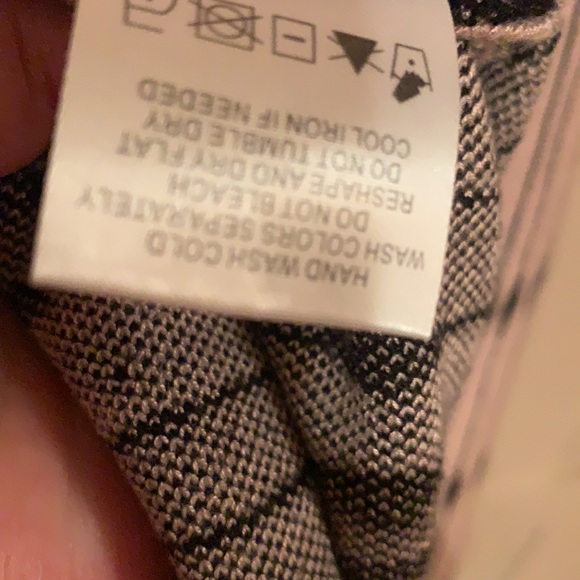 HAND WASH COLD
WASH COLORS SEPARATELY
DO NOT BLEACH
RESHAPE AND DRY FLAT
DO NOT TUMBLE DRY
COOL IRON IF NEEDED